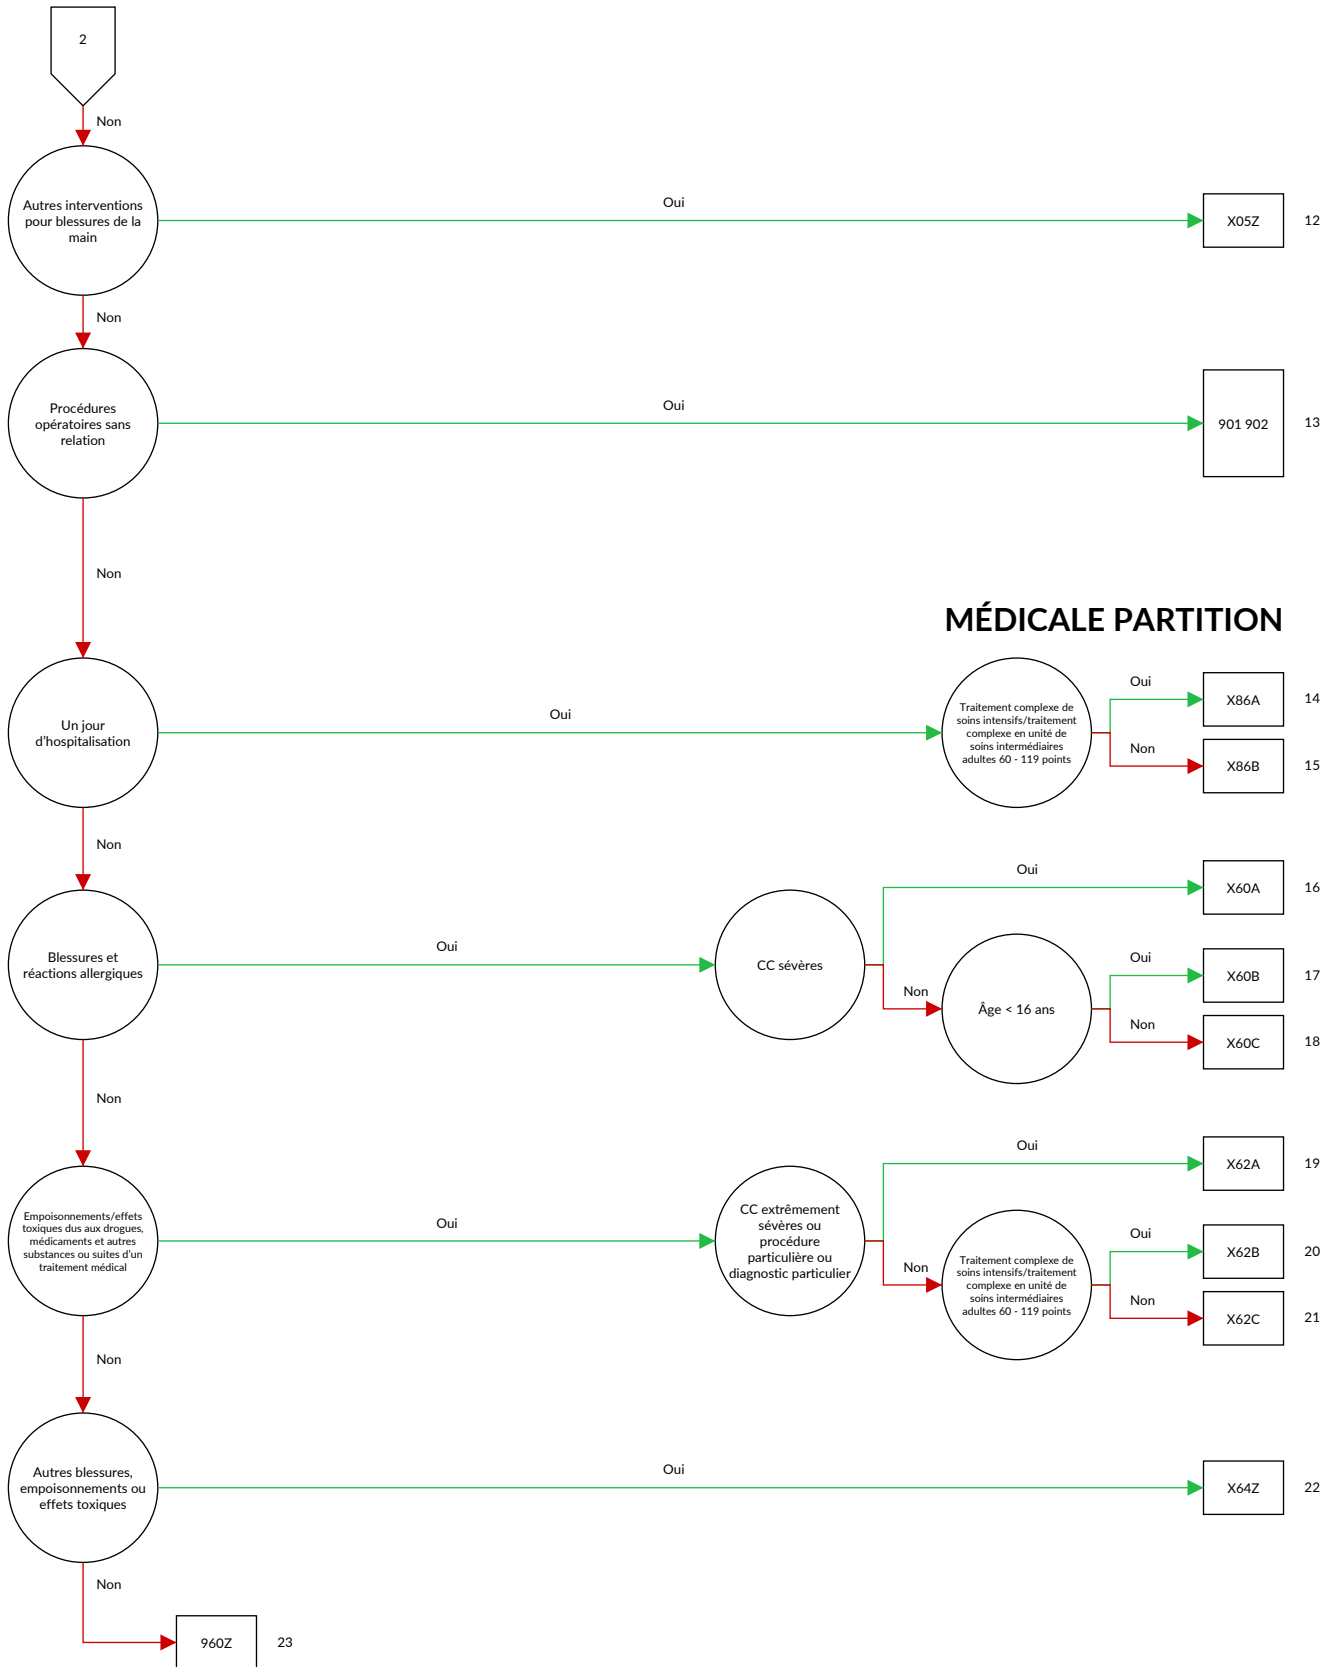 2
Non
Autres interventions
pour blessures de la
main
Oui
X05Z
12
Non
Procédures
opératoires sans
relation
Oui
901 902
13
Non
MÉDICALE PARTITION
Un jour
d'hospitalisation
Oui
Traitement complexe de
soins intensifs/traitement
complexe en unité de
soins intermédiaires
adultes 60 - 119 points
Oui
X86A
14
Non
X86B
15
Non
Blessures et
réactions allergiques
Oui
CC sévères
Oui
X60A
16
Non
Âge < 16 ans
Oui
X60B
17
Non
X60C
18
Non
Empoisonnements/effets
toxiques dus aux drogues,
médicaments et autres
substances ou suites d'un
traitement médical
Oui
CC extrêmement
sévères ou
procédure
particulière ou
diagnostic particulier
Oui
X62A
19
Non
Traitement complexe de
soins intensifs/traitement
complexe en unité de
soins intermédiaires
adultes 60 - 119 points
Oui
X62B
20
Non
X62C
21
Non
Autres blessures,
empoisonnements ou
effets toxiques
Oui
X64Z
22
Non
960Z
23